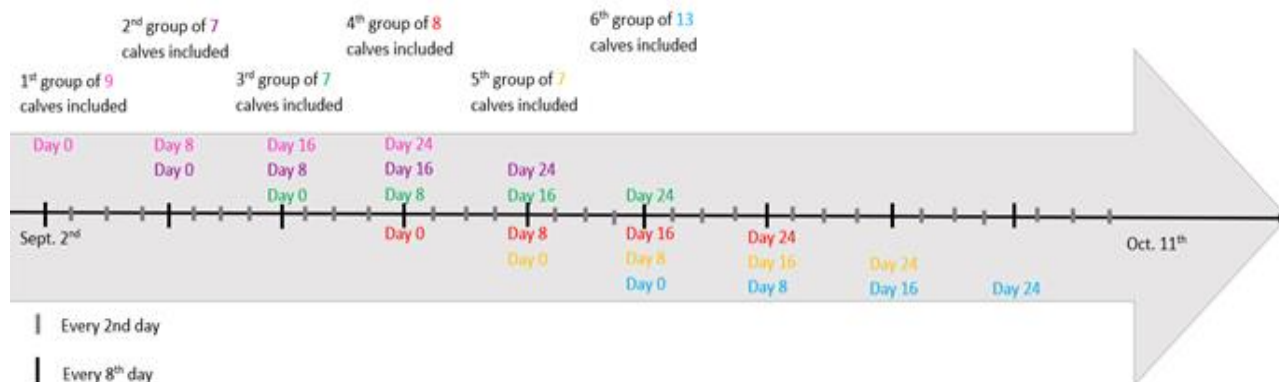 1st group of 9
calves included
2nd group of 7
calves included
3rd group of 7
calves included
4th group of 8
calves included
5th group of 7
calves included
6th group of 13
calves included
Day 0 Day 8 Day 16 Day 24
Day 0 Day 8 Day 16 Day 24
Day 0 Day 8 Day 16 Day 24
Sept. 2nd
Day 0 Day 8 Day 16 Day 24
Oct. 11th
Day 0 Day 8 Day 16 Day 24
Day 0 Day 8 Day 16 Day 24
Every 2nd day
Every 8th day